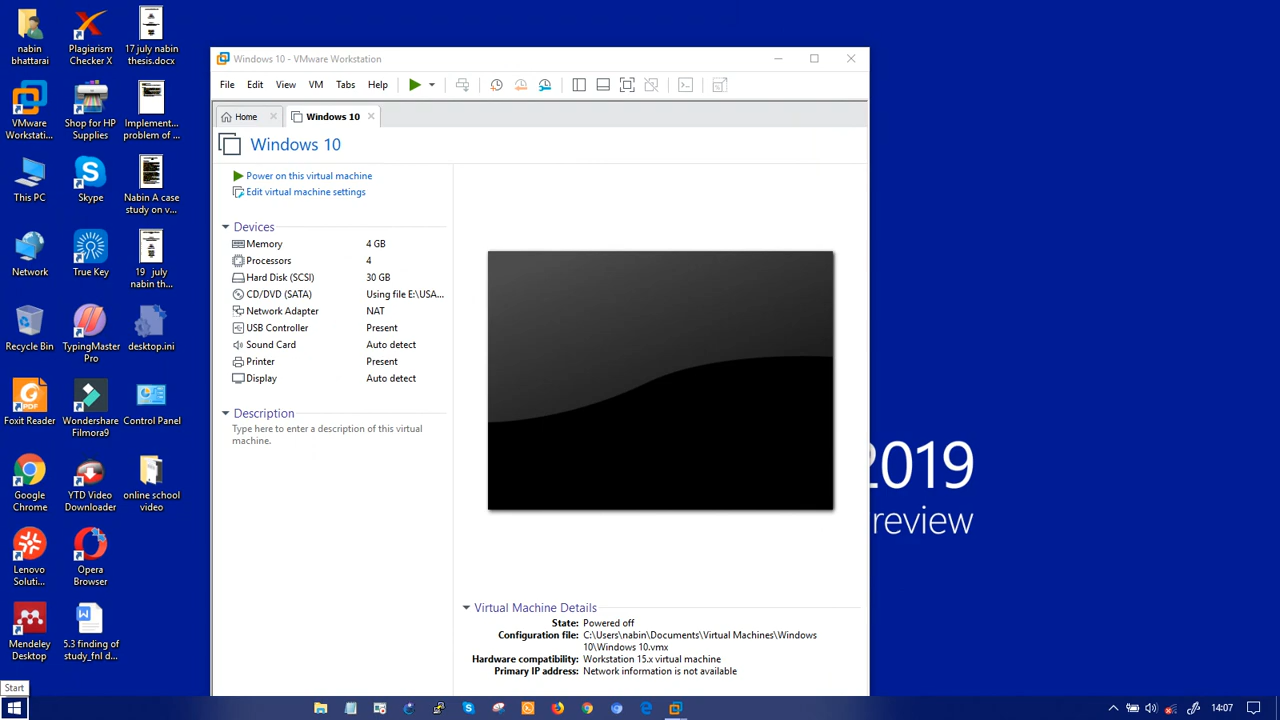 nabin
bhattarai
Plagiarism
Checker X
17 july nabin
thesis.docx
VMware
Workstati...
Shop for HP
Supplies
Implement...
problem of ...
This PC
Skype
Nabin A case
study on v...
Network
True Key
19 july
nabin th...
Recycle Bin
TypingMaster
Pro
desktop.ini
Foxit Reader
Wondershare
Filmora9
Control Panel
Google
Chrome
YTD Video
Downloader
online school
video
Lenovo
Soluti...
Opera
Browser
Mendeley
Desktop
5.3 finding of
study_fnl d...
Start
Windows 10 - VMware Workstation
File Edit View VM Tabs Help
Home
Windows 10
Windows 10
Power on this virtual machine
Edit virtual machine settings
Devices
Memory 4 GB
Processors 4
Hard Disk (SCSI) 30 GB
CD/DVD (SATA) Using file E:\USA...
Network Adapter NAT
USB Controller Present
Sound Card Auto detect
Printer Present
Display Auto detect
Description
Type here to enter a description of this virtual
machine.
Virtual Machine Details
State: Powered off
Configuration file: C:\Users\nabin\Documents\Virtual Machines\Windows
10\Windows 10.vmx
Hardware compatibility: Workstation 15.x virtual machine
Primary IP address: Network information is not available
2019
review
14:07